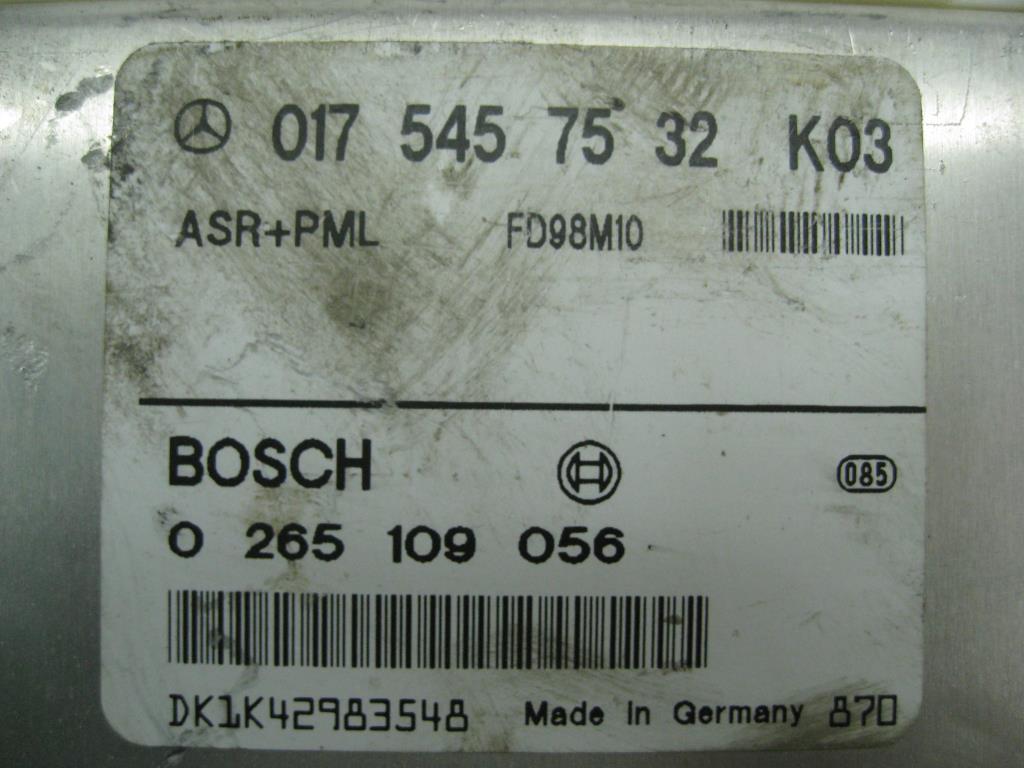 017 545 75 32 K03
ASR+PML FD98M10
BOSCH 085
0 265 109 056
DK1K42983548 Made in Germany 870